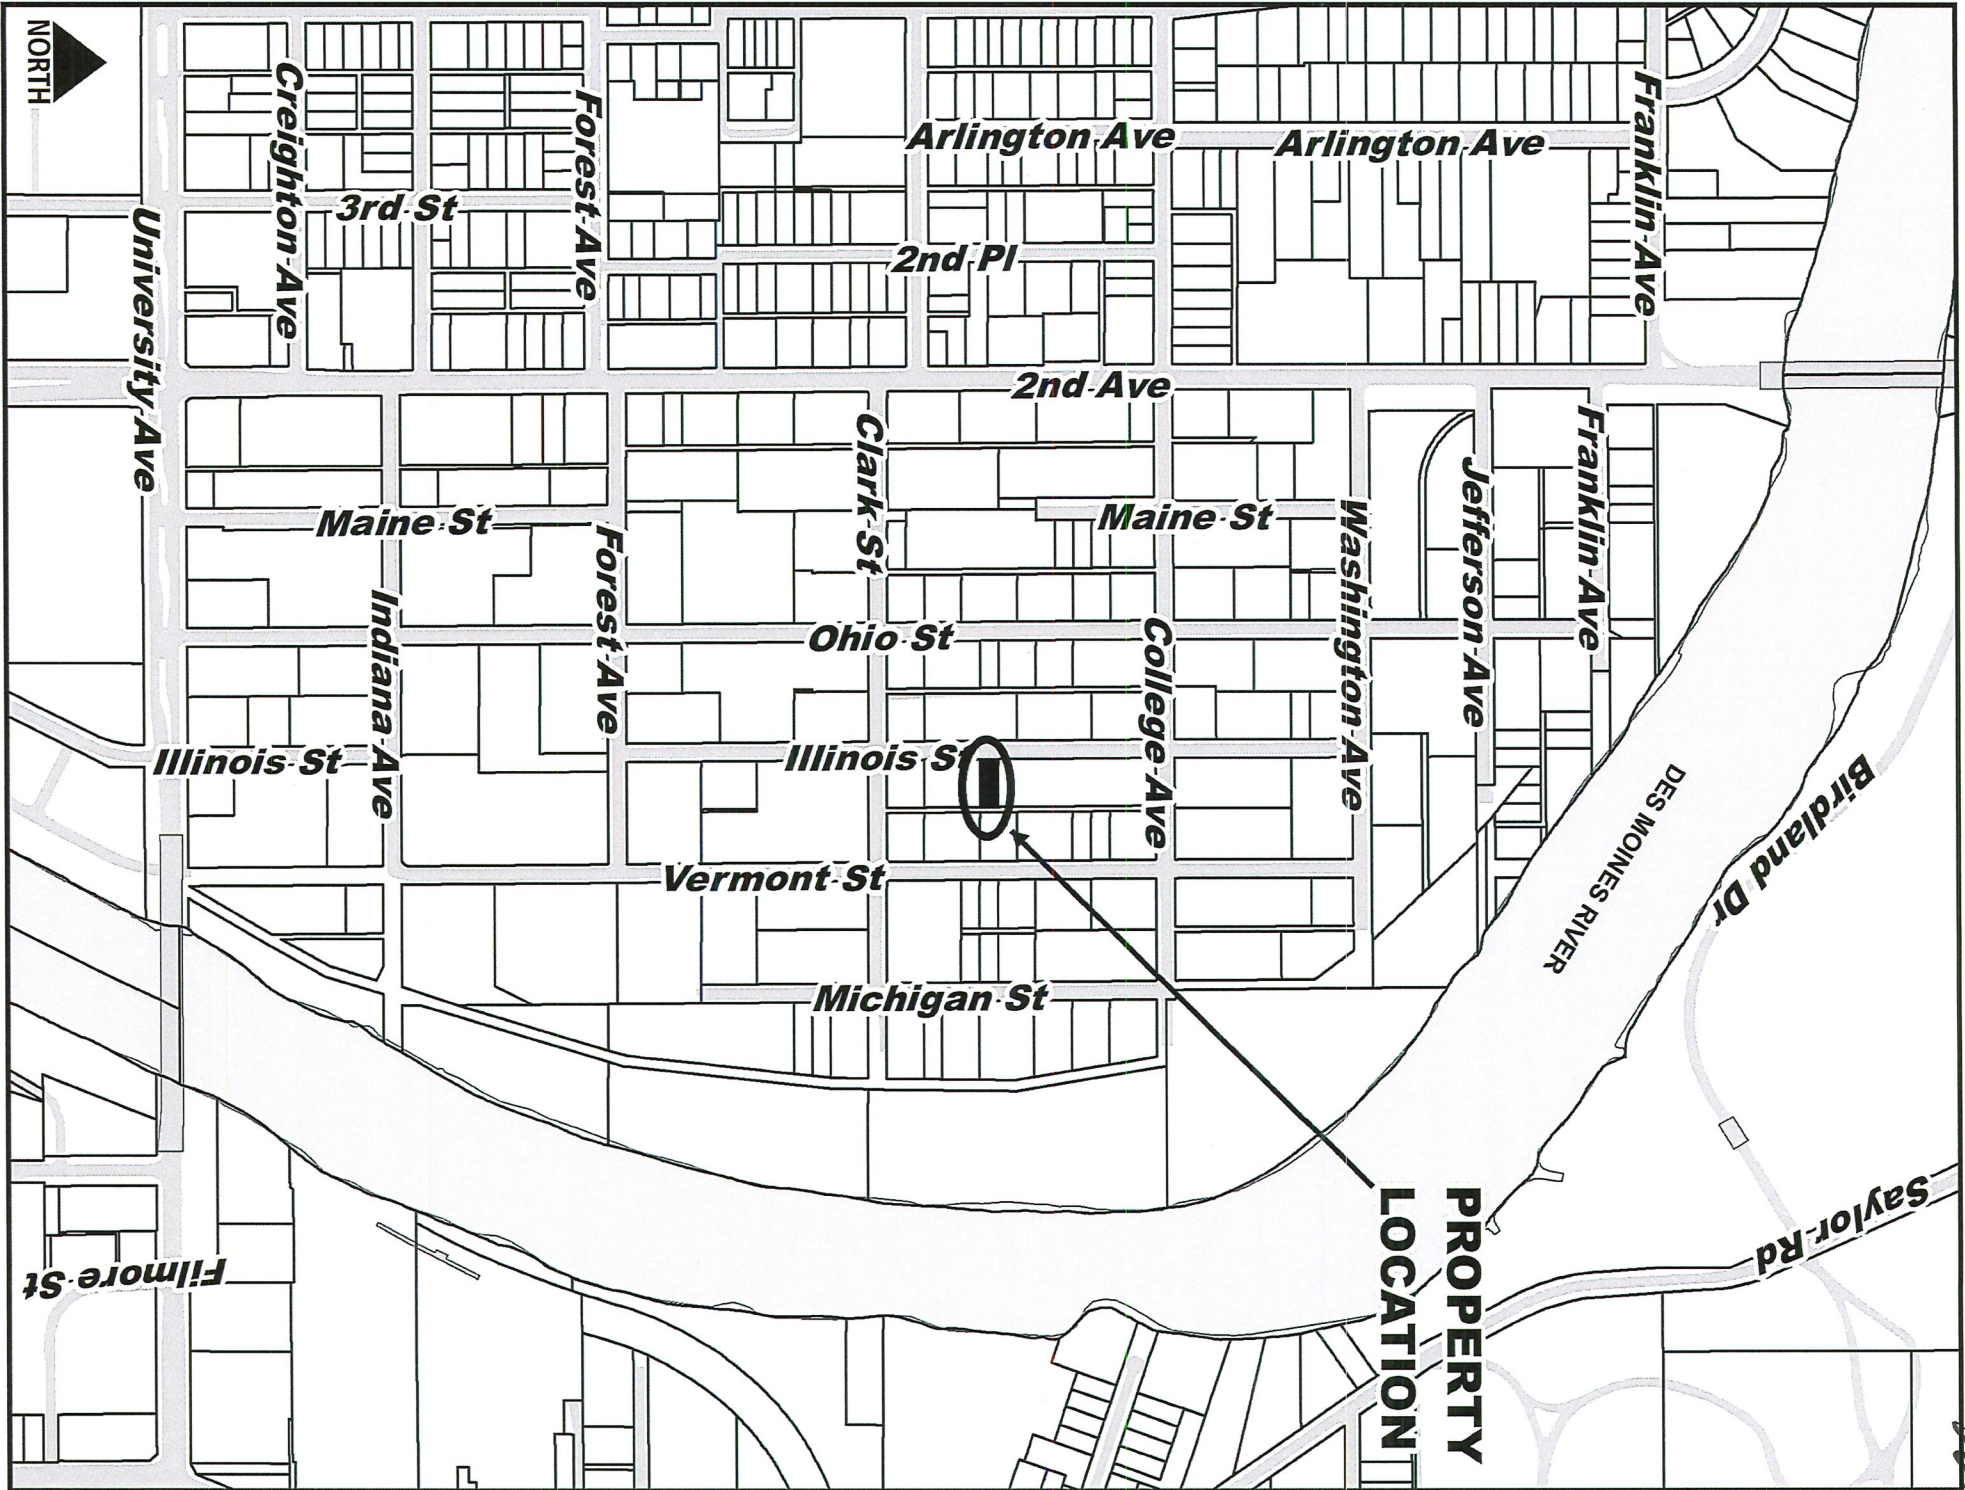 NORTH
Creighton Ave
Forest Ave
Arlington Ave
Arlington Ave
Franklin Ave
3rd St
2nd Pl
University Ave
2nd Ave
Clark St
Franklin Ave
Jefferson Ave
Maine St
Maine St
Washington Ave
Forest Ave
Indiana Ave
Ohio St
College Ave
Illinois St
Illinois St
DES MOINES RIVER
Birdland Dr
Vermont St
Michigan St
PROPERTY
LOCATION
Saylor Rd
Filmore St